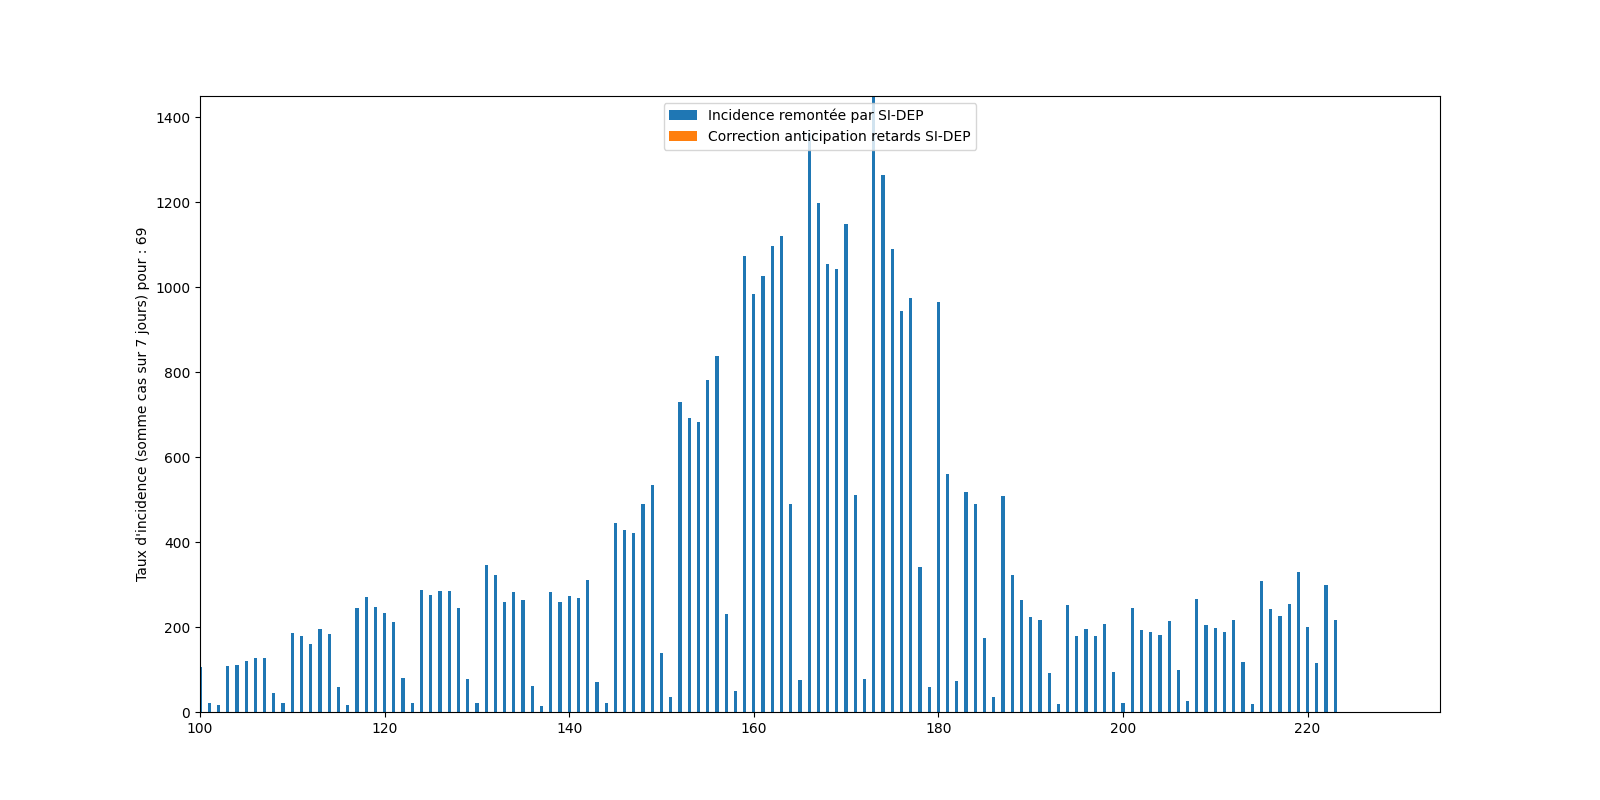 Incidence remontée par SI-DEP
Correction anticipation retards SI-DEP
Taux d'incidence (somme cas sur 7 jours) pour : 69
1400
1200
1000
800
600
400
200
0
100 120 140 160 180 200 220